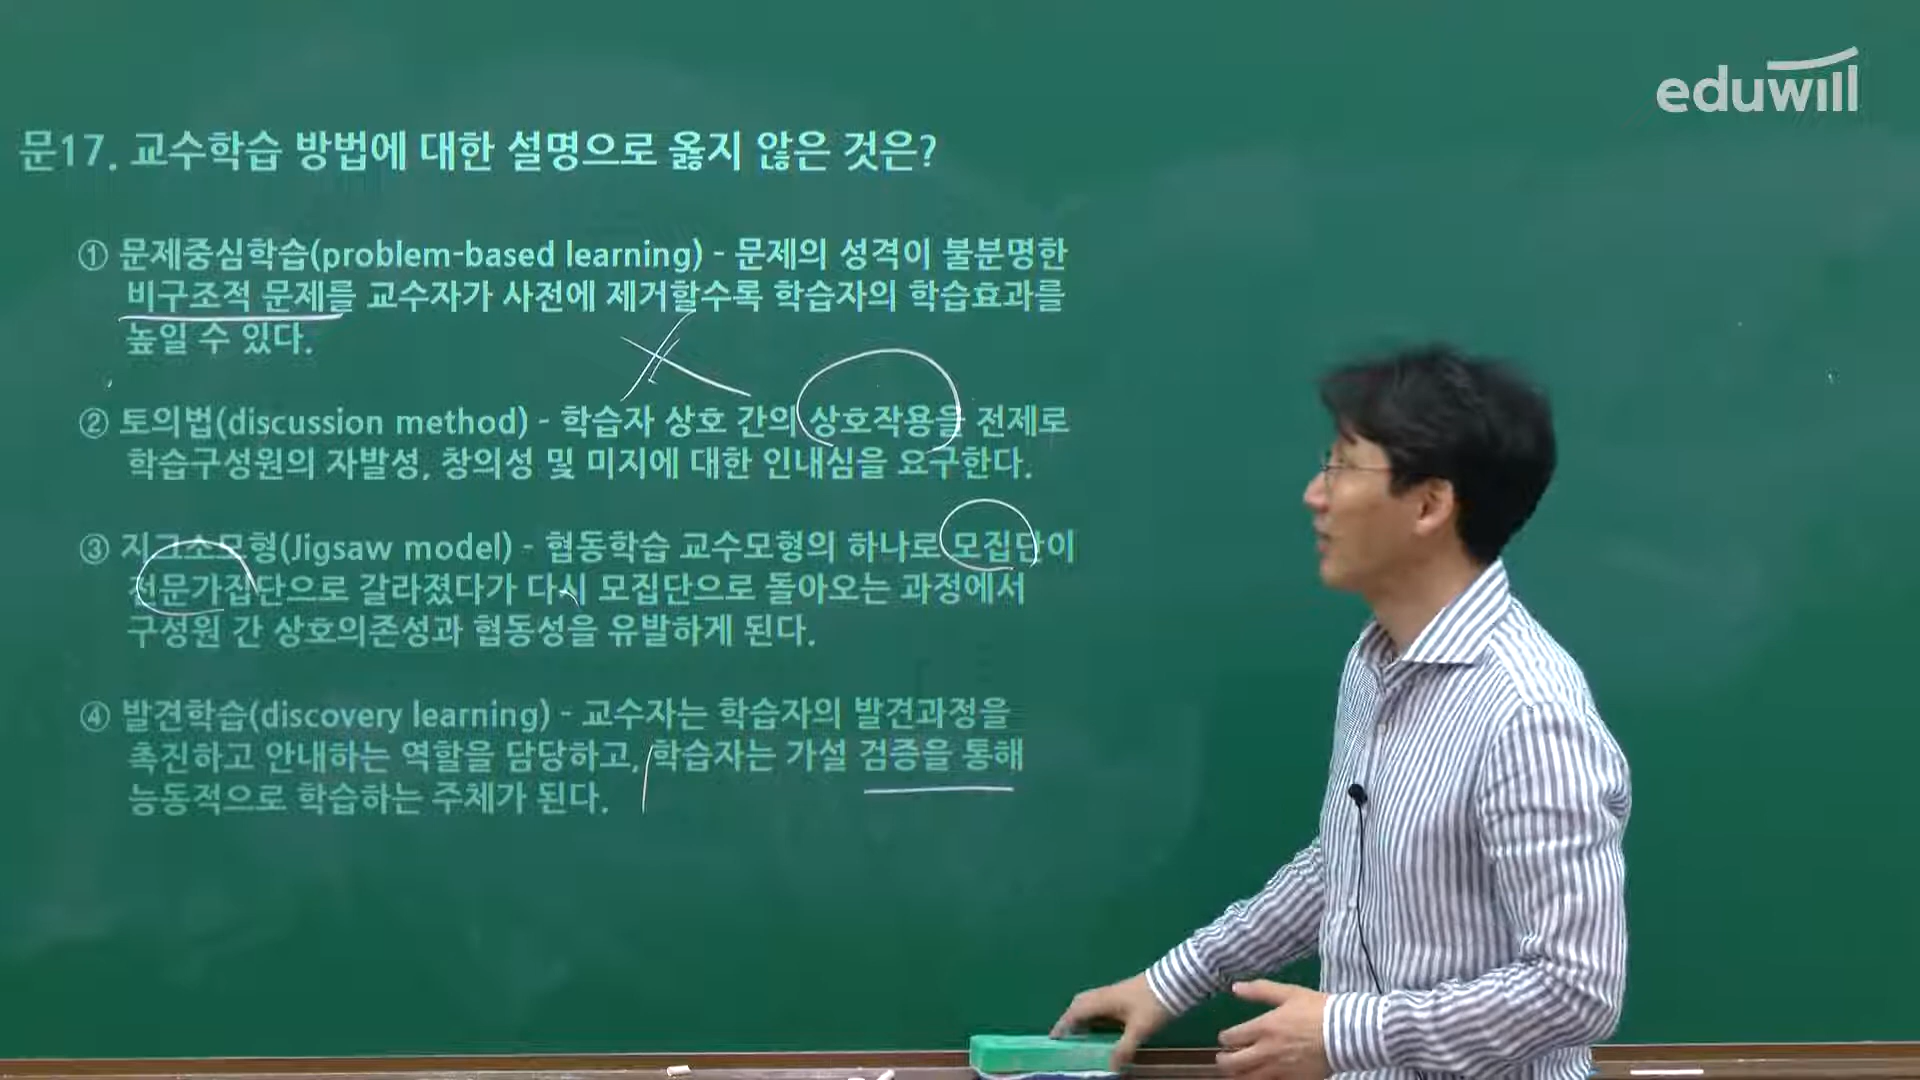 eduwill
문17. 교수학습 방법에 대한 설명으로 옳지 않은 것은?
① 문제중심학습(problem-based learning) - 문제의 성격이 불분명한
비구조적 문제를 교수자가 사전에 제거할수록 학습자의 학습효과를
높일 수 있다.
② 토의법(discussion method) - 학습자 상호 간의 상호작용을 전제로
학습구성원의 자발성, 창의성 및 미지에 대한 인내심을 요구한다.
③ 지그소모형(Jigsaw model) - 협동학습 교수모형의 하나로 모집단이
전문가집단으로 갈라졌다가 다시 모집단으로 돌아오는 과정에서
구성원 간 상호의존성과 협동성을 유발하게 된다.
④ 발견학습(discovery learning) - 교수자는 학습자의 발견과정을
촉진하고 안내하는 역할을 담당하고, 학습자는 가설 검증을 통해
능동적으로 학습하는 주체가 된다.